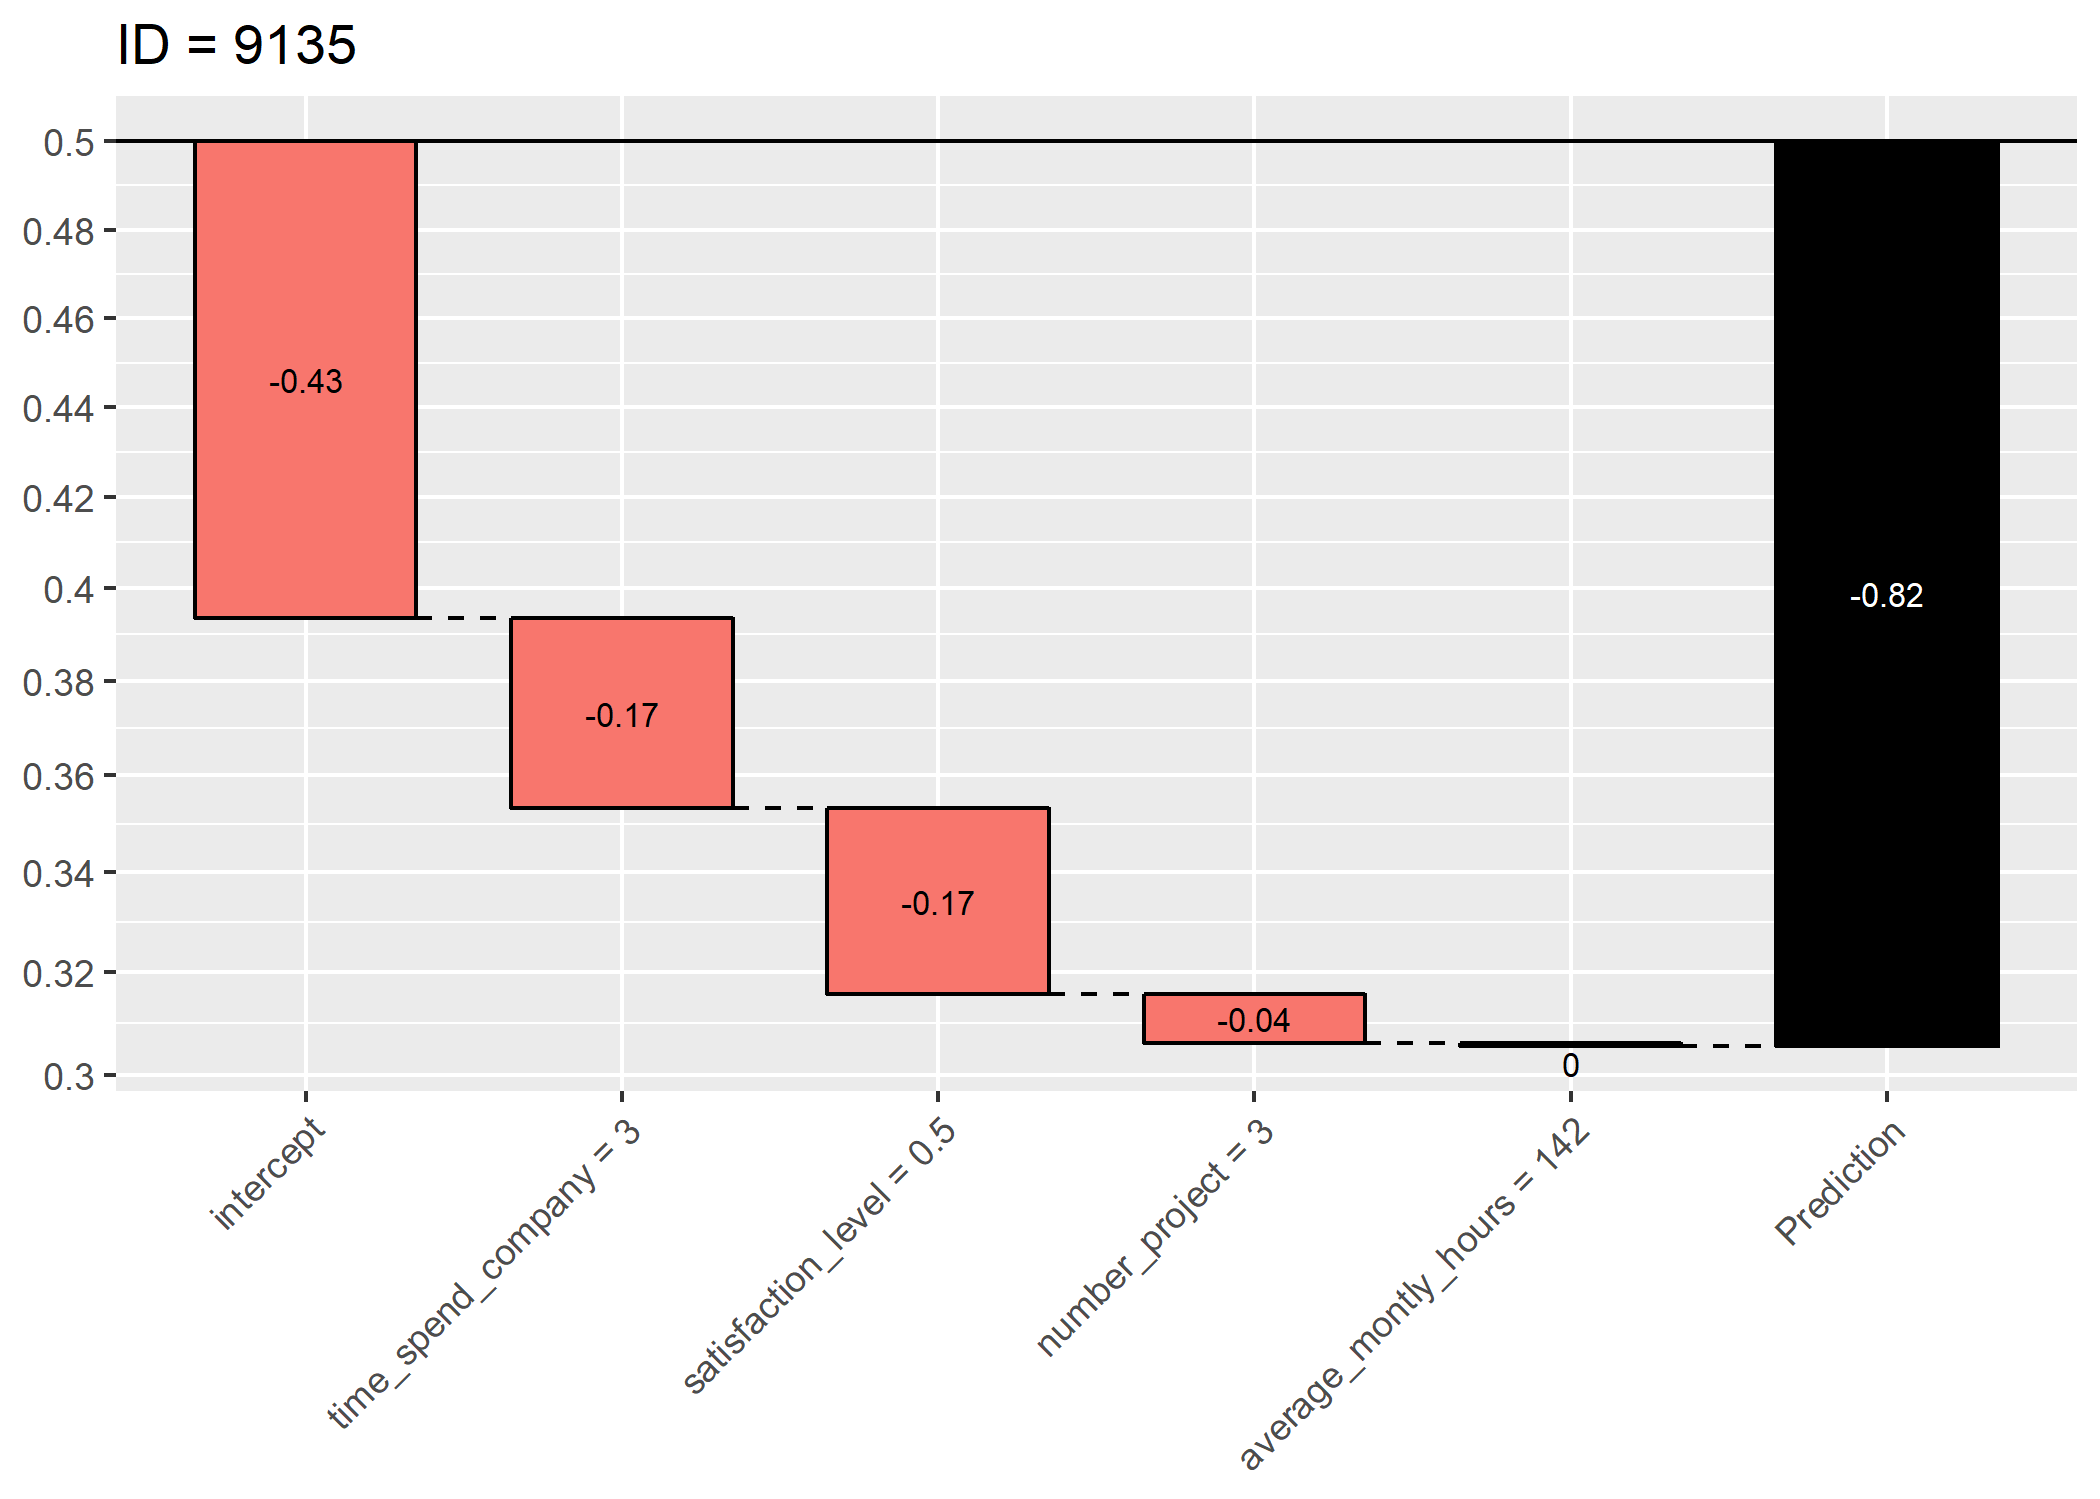 ID = 9135
0.5
0.48
0.46
0.44
0.42
0.4
0.38
0.36
0.34
0.32
0.3
-0.43
-0.17
-0.17
-0.04
0
-0.82
intercept
time_spend_company = 3
satisfaction_level = 0.5
number_project = 3
average_montly_hours = 142
Prediction